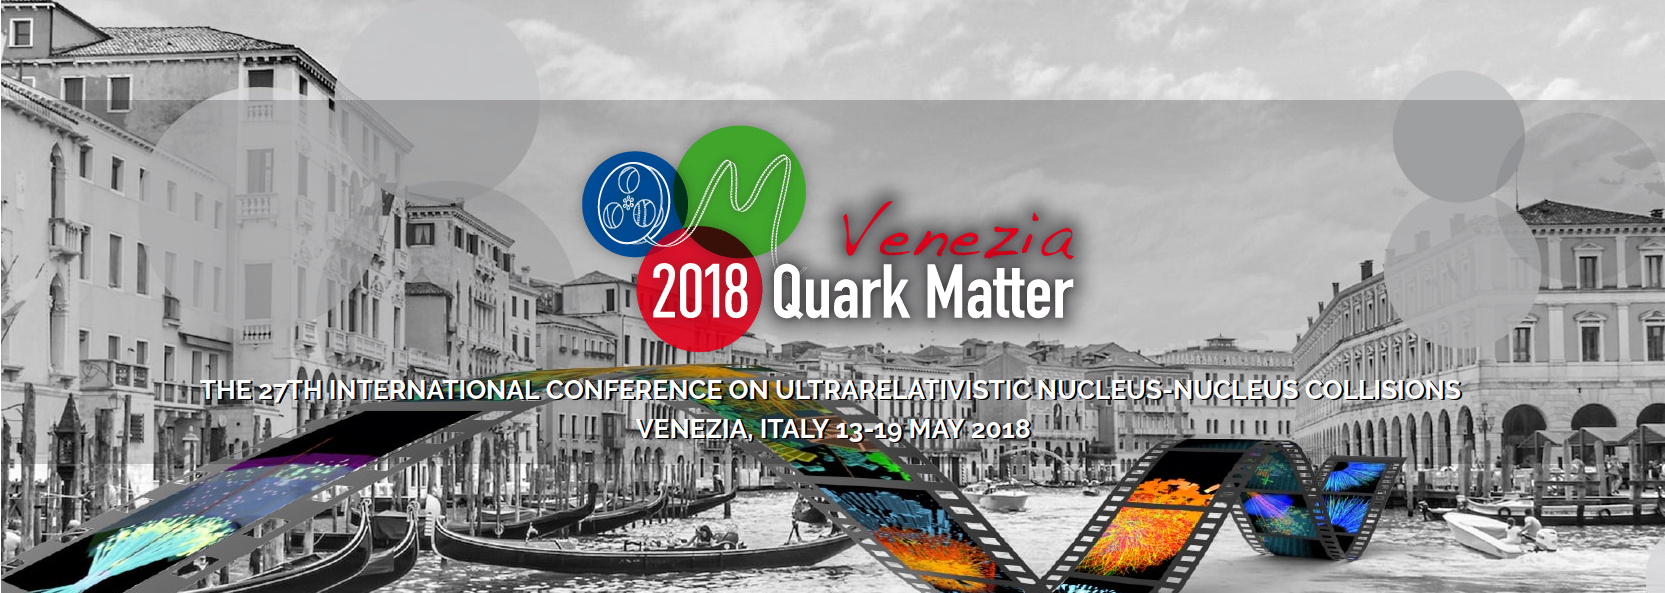 QM
Venezia
2018 Quark Matter
THE 27TH INTERNATIONAL CONFERENCE ON ULTRARELATIVISTIC NUCLEUS-NUCLEUS COLLISIONS
VENEZIA, ITALY 13-19 MAY 2018